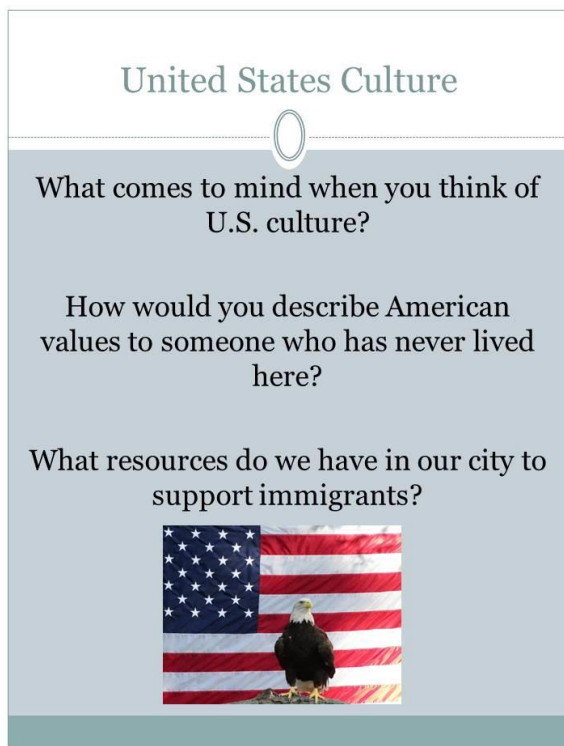 United States Culture
What comes to mind when you think of
U.S. culture?
How would you describe American
values to someone who has never lived
here?
What resources do we have in our city to
support immigrants?